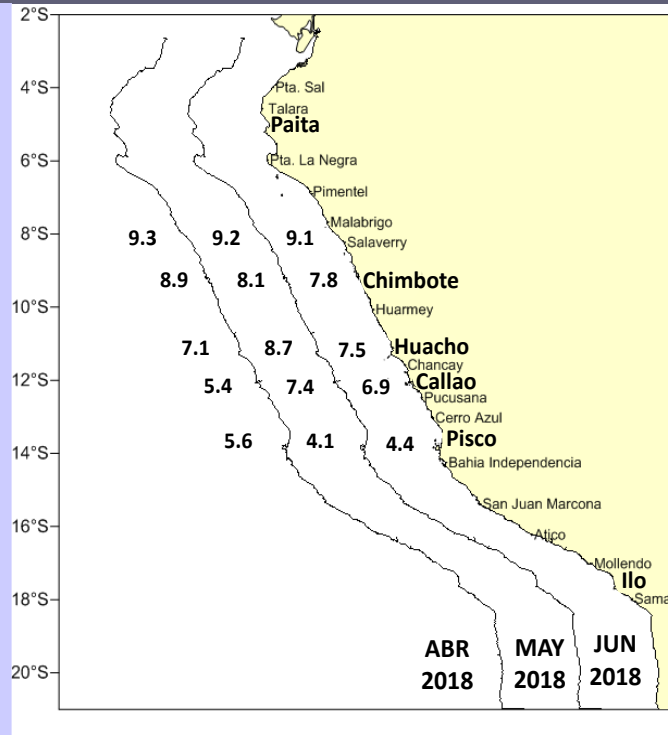 2°S
4°S
Pta. Sal
Talara
Paita
6°S
Pta. La Negra
Pimentel
Malabrigo
8°S
9.3 9.2 9.1
Salaverry
8.9 8.1 7.8 Chimbote
10°S
Huarmey
7.1 8.7 7.5 Huacho
Chancay
12°S
5.4 7.4 6.9 Callao
Pucusana
Cerro Azul
5.6 4.1 4.4 Pisco
14°S
Bahia Independencia
San Juan Marcona
16°S
Atico
Mollendo
Ilo
18°S
Sama
ABR
2018
MAY
2018
JUN
2018
20°S